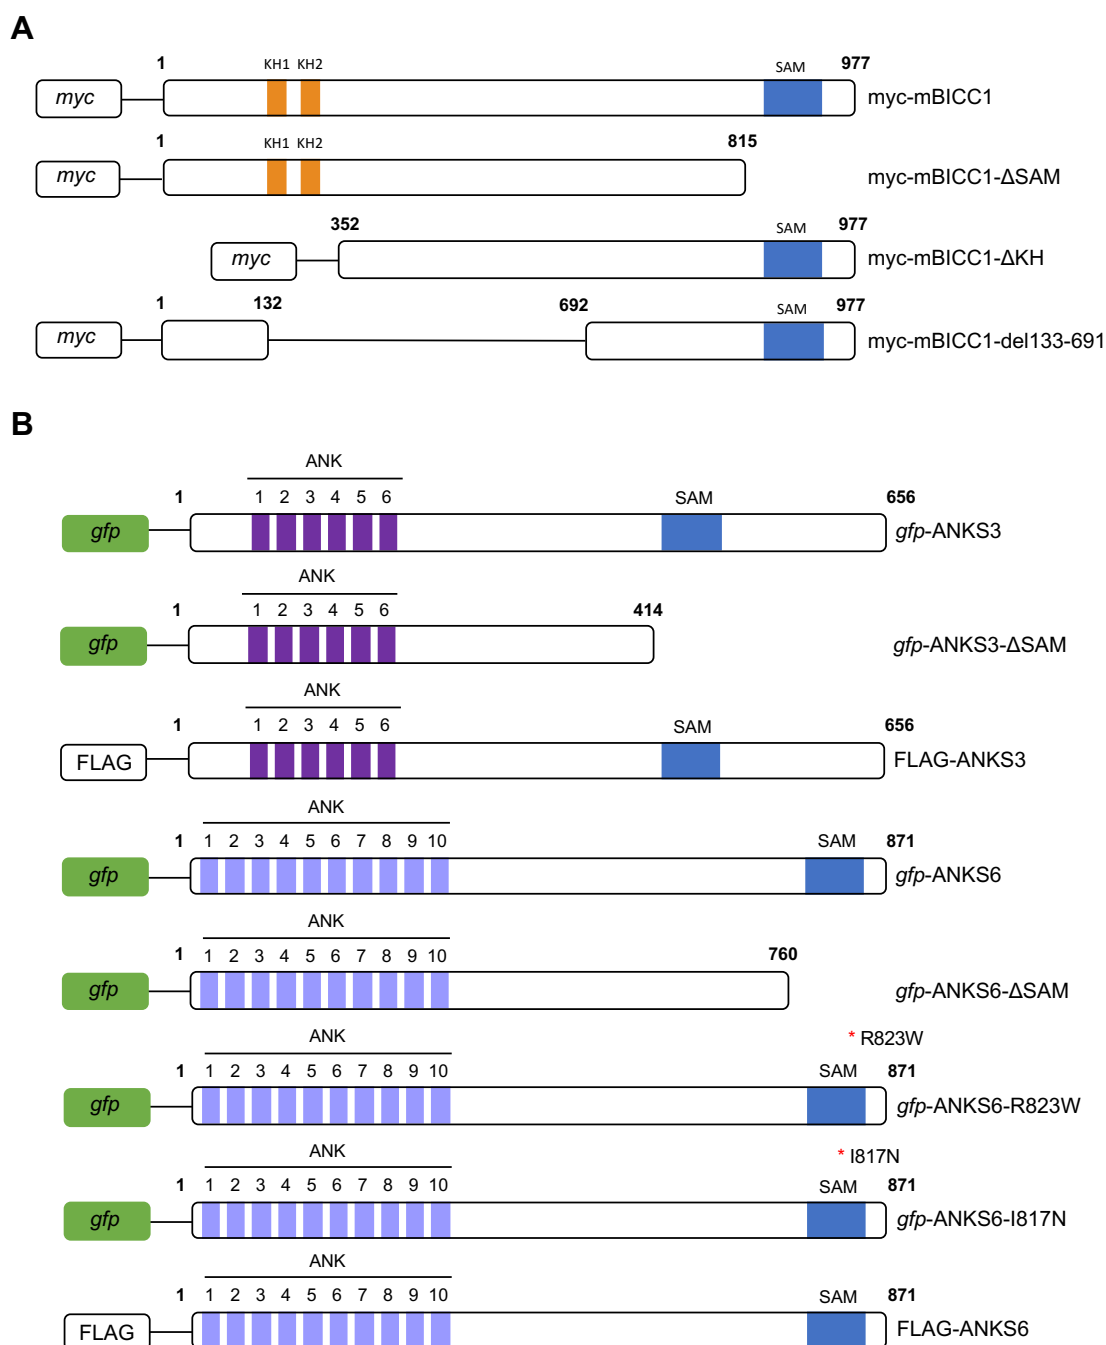 A
1 KH1 KH2 SAM 977
myc myc-mBICC1
1 KH1 KH2 815
myc myc-mBICC1-ΔSAM
352 SAM 977
myc myc-mBICC1-ΔKH
1 132 692 SAM 977
myc myc-mBICC1-del133-691
B
ANK
1 1 2 3 4 5 6 SAM 656
gfp gfp-ANKS3
ANK
1 1 2 3 4 5 6 414
gfp gfp-ANKS3-ΔSAM
ANK
1 1 2 3 4 5 6 SAM 656
FLAG FLAG-ANKS3
ANK
1 1 2 3 4 5 6 7 8 9 10 SAM 871
gfp gfp-ANKS6
ANK
1 1 2 3 4 5 6 7 8 9 10 760
gfp gfp-ANKS6-ΔSAM
ANK * R823W
1 1 2 3 4 5 6 7 8 9 10 SAM 871
gfp gfp-ANKS6-R823W
ANK * I817N
1 1 2 3 4 5 6 7 8 9 10 SAM 871
gfp gfp-ANKS6-I817N
ANK
1 1 2 3 4 5 6 7 8 9 10 SAM 871
FLAG FLAG-ANKS6